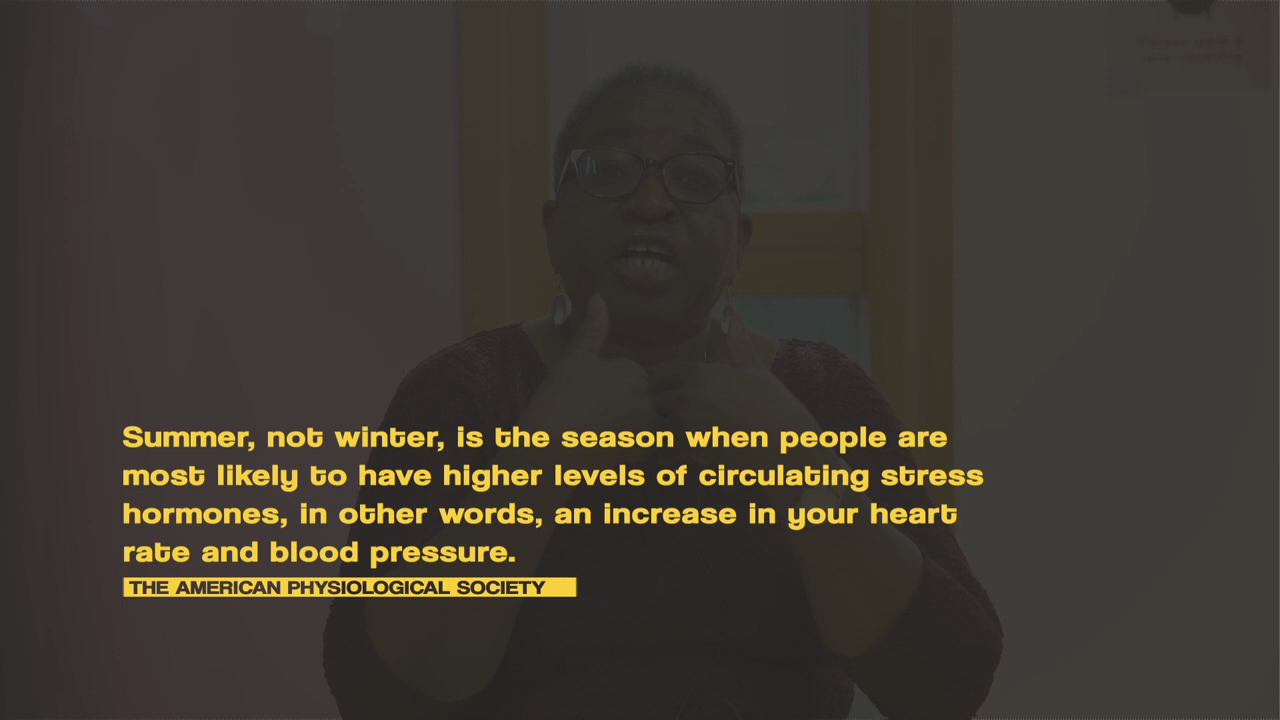 Summer, not winter, is the season when people are
most likely to have higher levels of circulating stress
hormones, in other words, an increase in your heart
rate and blood pressure.
THE AMERICAN PHYSIOLOGICAL SOCIETY